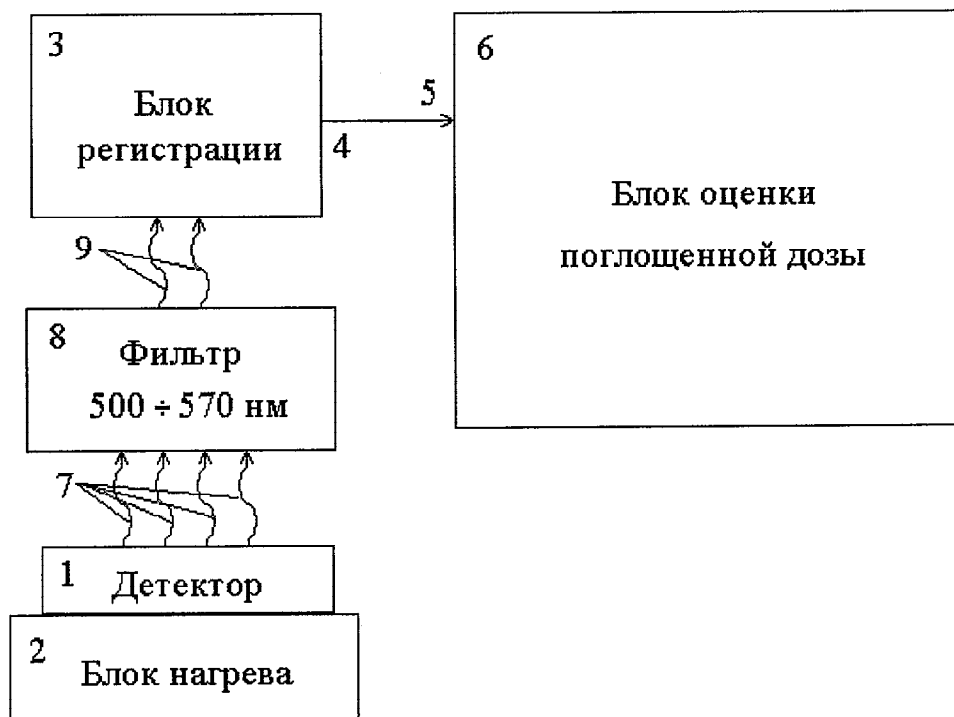 3
Блок
регистрации
4
5
6
Блок оценки
поглощенной дозы
9
8
Фильтр
500 ÷ 570 нм
7
1
Детектор
2
Блок нагрева